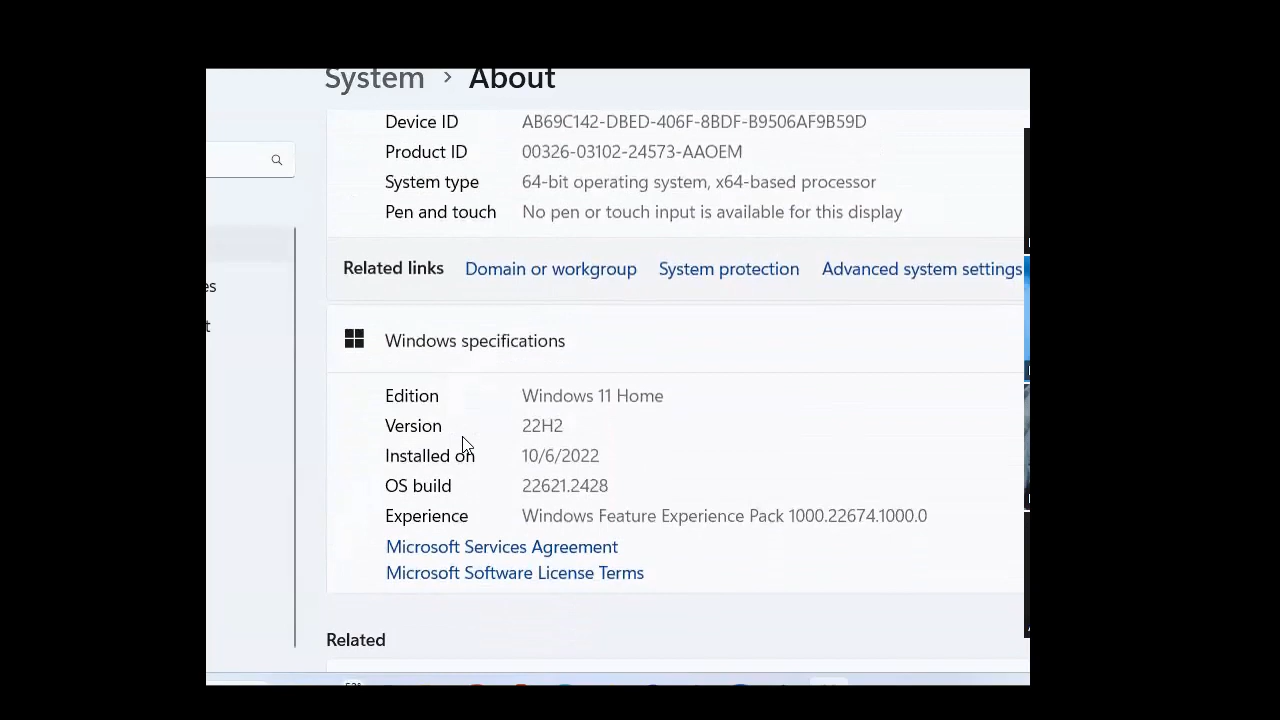 System > About
Device ID AB69C142-DBED-406F-8BDF-B9506AF9B59D
Product ID 00326-03102-24573-AAOEM
System type 64-bit operating system, x64-based processor
Pen and touch No pen or touch input is available for this display
Related links Domain or workgroup System protection Advanced system settings
es
t
Windows specifications
Edition Windows 11 Home
Version 22H2
Installed on 10/6/2022
OS build 22621.2428
Experience Windows Feature Experience Pack 1000.22674.1000.0
Microsoft Services Agreement
Microsoft Software License Terms
Related